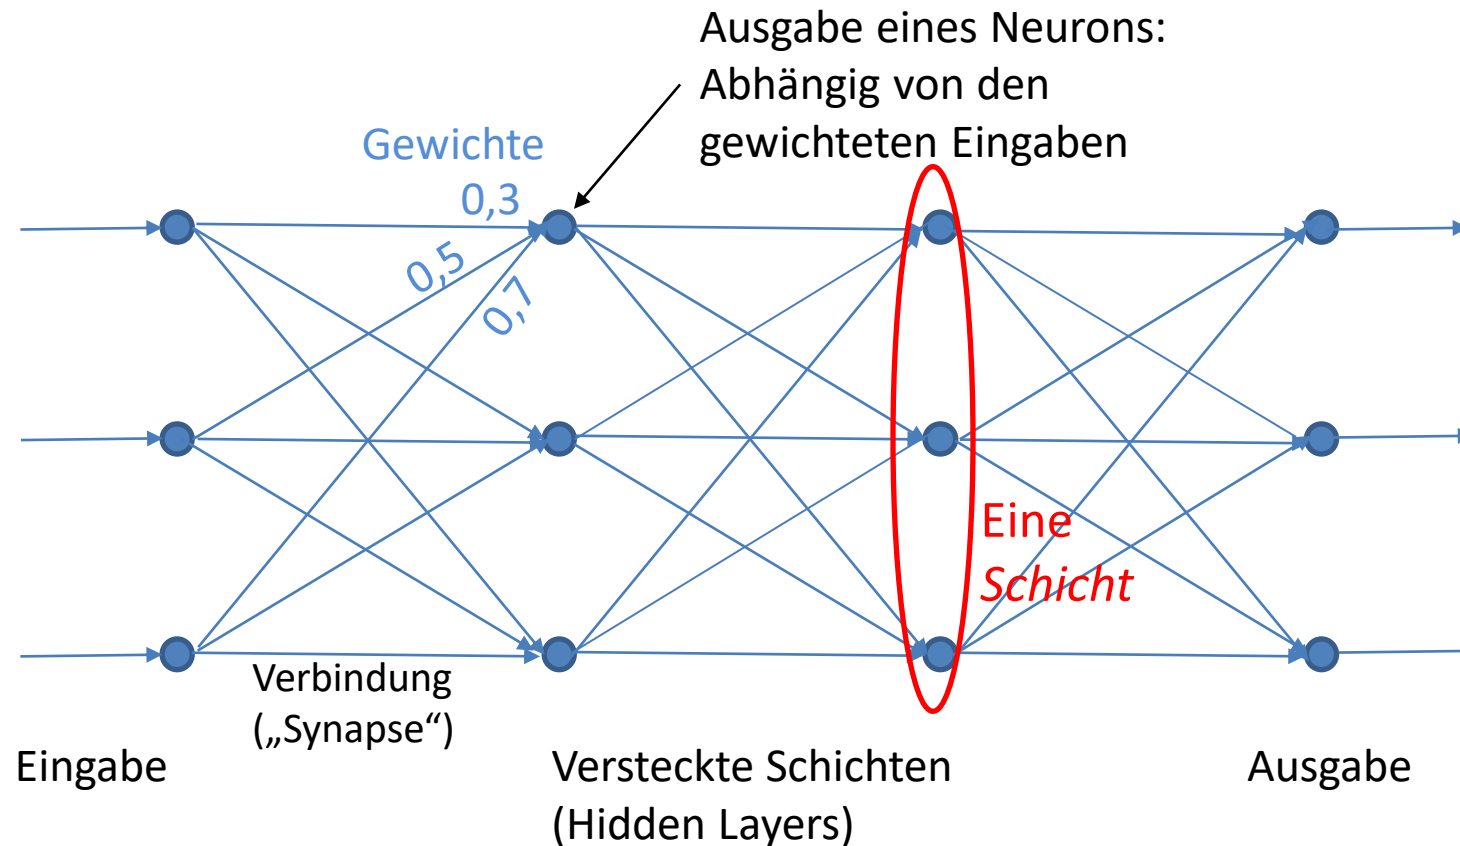 Ausgabe eines Neurons:
Abhängig von den
gewichteten Eingaben
Gewichte
0,3
0,5
0,7
Eine
Schicht
Verbindung
(„Synapse“)
Eingabe
Versteckte Schichten
(Hidden Layers)
Ausgabe